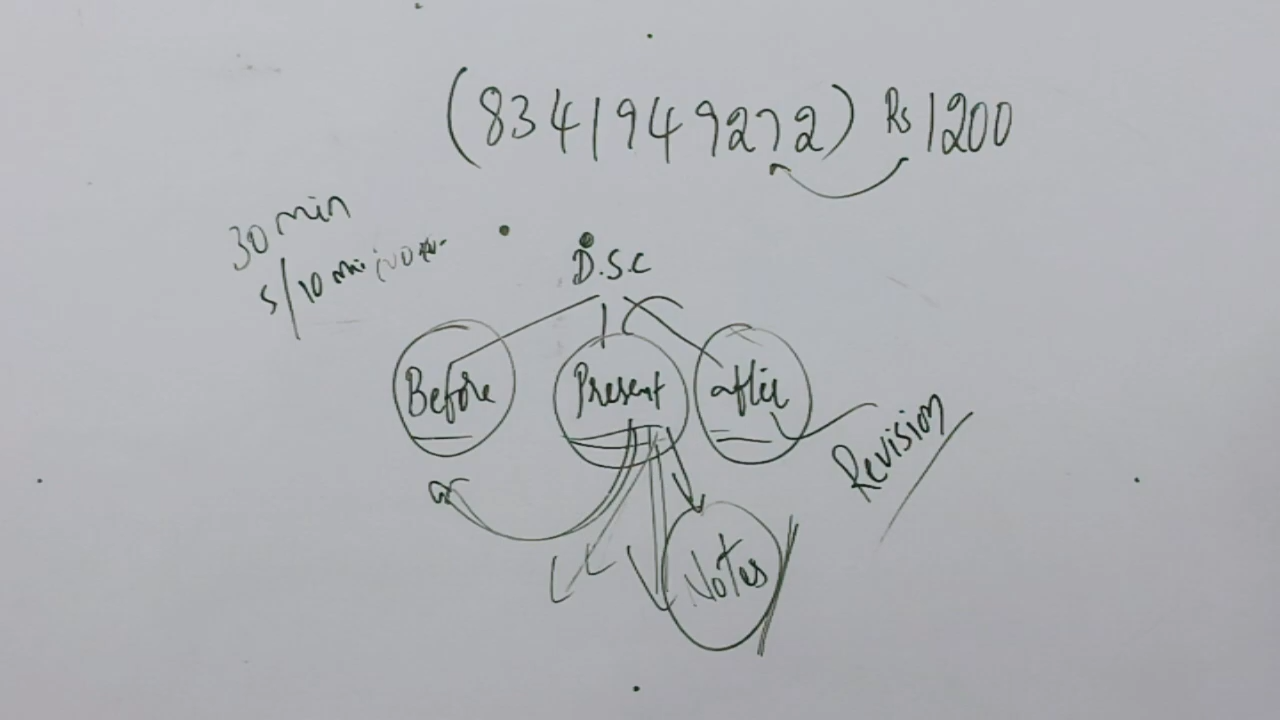 (8341949272) Rs 1200
30 min
5/10 min
D.S.C
Before Present after
Revision
Notes